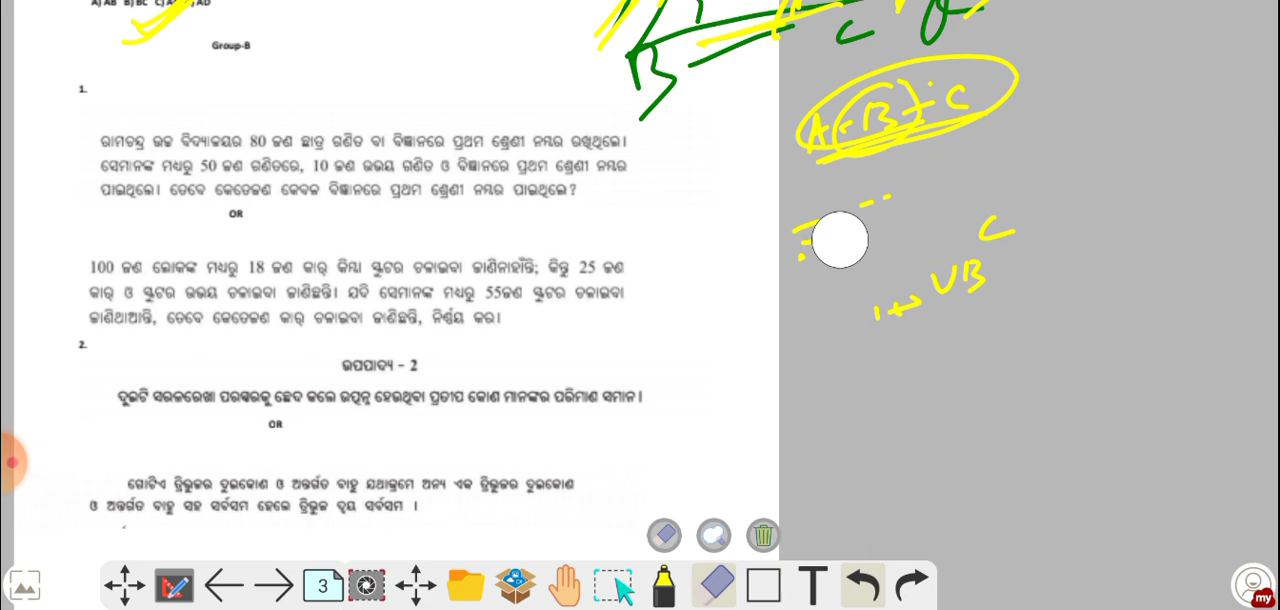 Group-B
1.
ରାମଚନ୍ଦ୍ର ଉଚ୍ଚ ବିଦ୍ୟାଳୟର 80 ଜଣ ଛାତ୍ର ଗଣିତ ବା ବିଜ୍ଞାନରେ ପ୍ରଥମ ଶ୍ରେଣୀ ନମ୍ବର ରଖିଥିଲେ।
ସେମାନଙ୍କ ମଧ୍ୟରୁ 50 ଜଣ ଗଣିତରେ, 10 ଜଣ ଉଭୟ ଗଣିତ ଓ ବିଜ୍ଞାନରେ ପ୍ରଥମ ଶ୍ରେଣୀ ନମ୍ବର
ପାଇଥିଲେ। ତେବେ କେତେଜଣ କେବଳ ବିଜ୍ଞାନରେ ପ୍ରଥମ ଶ୍ରେଣୀ ନମ୍ବର ପାଇଥିଲେ?
OR
100 ଜଣ ଲୋକଙ୍କ ମଧ୍ୟରୁ 18 ଜଣ କାର୍ କିମ୍ବା ସ୍କୁଟର ଚଳାଇବା ଜାଣିନାହାଁନ୍ତି; କିନ୍ତୁ 25 ଜଣ
କାର୍ ଓ ସ୍କୁଟର ଉଭୟ ଚଳାଇବା ଜାଣିଛନ୍ତି। ଯଦି ସେମାନଙ୍କ ମଧ୍ୟରୁ 55ଜଣ ସ୍କୁଟର ଚଳାଇବା
ଜାଣିଥାଆନ୍ତି, ତେବେ କେତେଜଣ କାର୍ ଚଳାଇବା ଜାଣିଛନ୍ତି, ନିର୍ଣ୍ଣୟ କର।
2.
ଉପପାଦ୍ୟ - 2
ଦୁଇଟି ସରଳରେଖା ପରସ୍ପରକୁ ଛେଦ କଲେ ଉତ୍ପନ୍ନ ହେଉଥିବା ପ୍ରତୀପ କୋଣ ମାନଙ୍କର ପରିମାଣ ସମାନ।
OR
ଗୋଟିଏ ତ୍ରିଭୁଜର ଦୁଇକୋଣ ଓ ଅନ୍ତର୍ଗତ ବାହୁ ଯଥାକ୍ରମେ ଅନ୍ୟ ଏକ ତ୍ରିଭୁଜର ଦୁଇକୋଣ
ଓ ଅନ୍ତର୍ଗତ ବାହୁ ସହ ସର୍ବସମ ହେଲେ ତ୍ରିଭୁଜ ଦ୍ୱୟ ସର୍ବସମ ।
B
C
C
UB
3
T
my